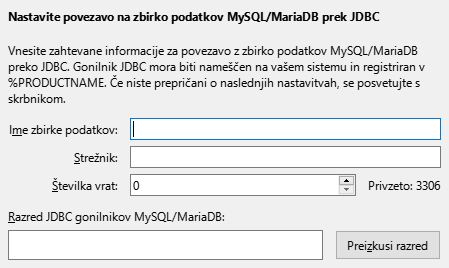 Nastavite povezavo na zbirko podatkov MySQL/MariaDB prek JDBC
Vnesite zahtevane informacije za povezavo z zbirko podatkov MySQL/MariaDB
preko JDBC. Gonilnik JDBC mora biti nameščen na vašem sistemu in registriran v
%PRODUCTNAME. Če niste prepričani o naslednjih nastavitvah, se posvetujte s
skrbnikom.
Ime zbirke podatkov:
Strežnik:
Številka vrat: 0 Privzeto: 3306
Razred JDBC gonilnikov MySQL/MariaDB:
Preizkusi razred